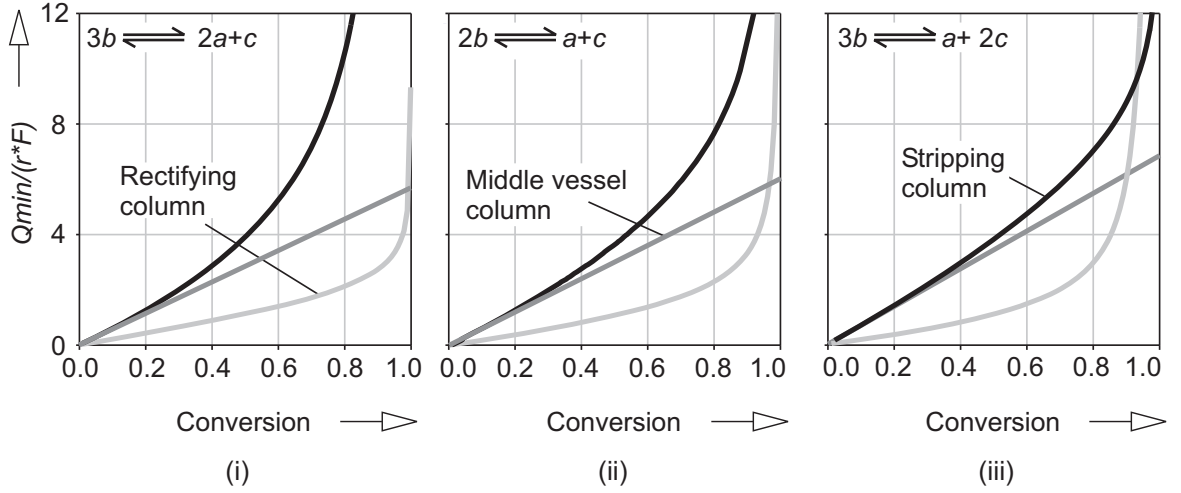 12
8
4
0
Qmin/(r*F)
3b ⇌ 2a+c
Rectifying
column
0.0 0.2 0.4 0.6 0.8 1.0
Conversion
(i)
2b ⇌ a+c
Middle vessel
column
0.0 0.2 0.4 0.6 0.8 1.0
Conversion
(ii)
3b ⇌ a+ 2c
Stripping
column
0.0 0.2 0.4 0.6 0.8 1.0
Conversion
(iii)